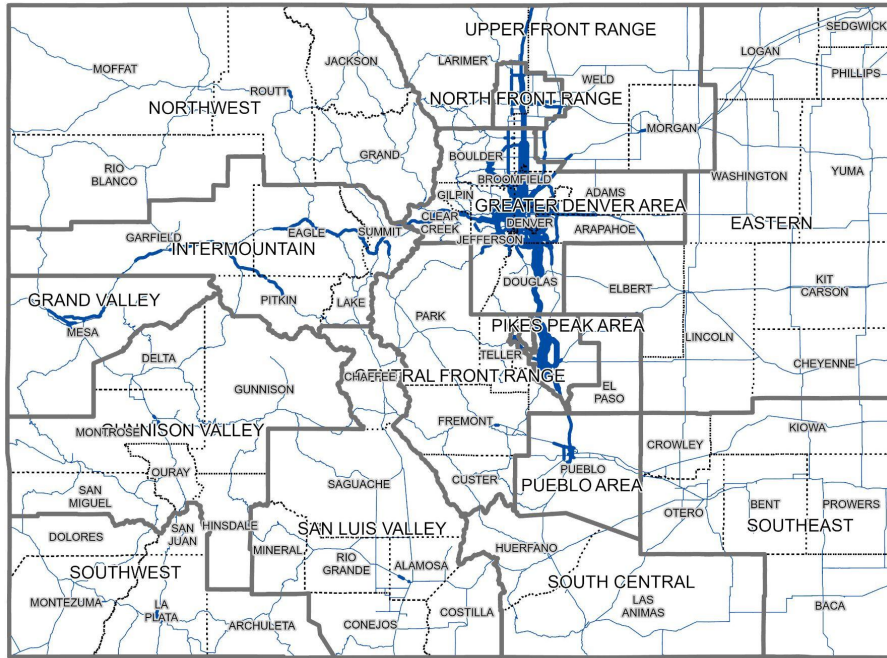 UPPER FRONT RANGE
SEDGWICK
LOGAN
JACKSON
LARIMER
MOFFAT
PHILLIPS
WELD
ROUTT
NORTHWEST
NORTH FRONT RANGE
MORGAN
GRAND
BOULDER
RIO
BLANCO
WASHINGTON
YUMA
BROOMFIELD
GILPIN
ADAMS
GREATER DENVER AREA
CLEAR
CREEK
DENVER
EASTERN
GARFIELD
EAGLE
SUMMIT
ARAPAHOE
JEFFERSON
INTERMOUNTAIN
DOUGLAS
ELBERT
KIT
CARSON
GRAND VALLEY
PITKIN
LAKE
PARK
MESA
PIKES PEAK AREA
LINCOLN
DELTA
TELLER
CHEYENNE
GUNNISON
CHAFFEE
CENTRAL FRONT RANGE
EL
PASO
FREMONT
MONTROSE
GUNNISON VALLEY
CROWLEY
KIOWA
OURAY
PUEBLO
SAGUACHE
CUSTER
PUEBLO AREA
SAN
MIGUEL
BENT
PROWERS
OTERO
SOUTHEAST
SAN
JUAN
HINSDALE
SAN LUIS VALLEY
DOLORES
MINERAL
HUERFANO
RIO
GRANDE
ALAMOSA
SOUTHWEST
SOUTH CENTRAL
MONTEZUMA
LA
PLATA
COSTILLA
LAS
ANIMAS
BACA
ARCHULETA
CONEJOS